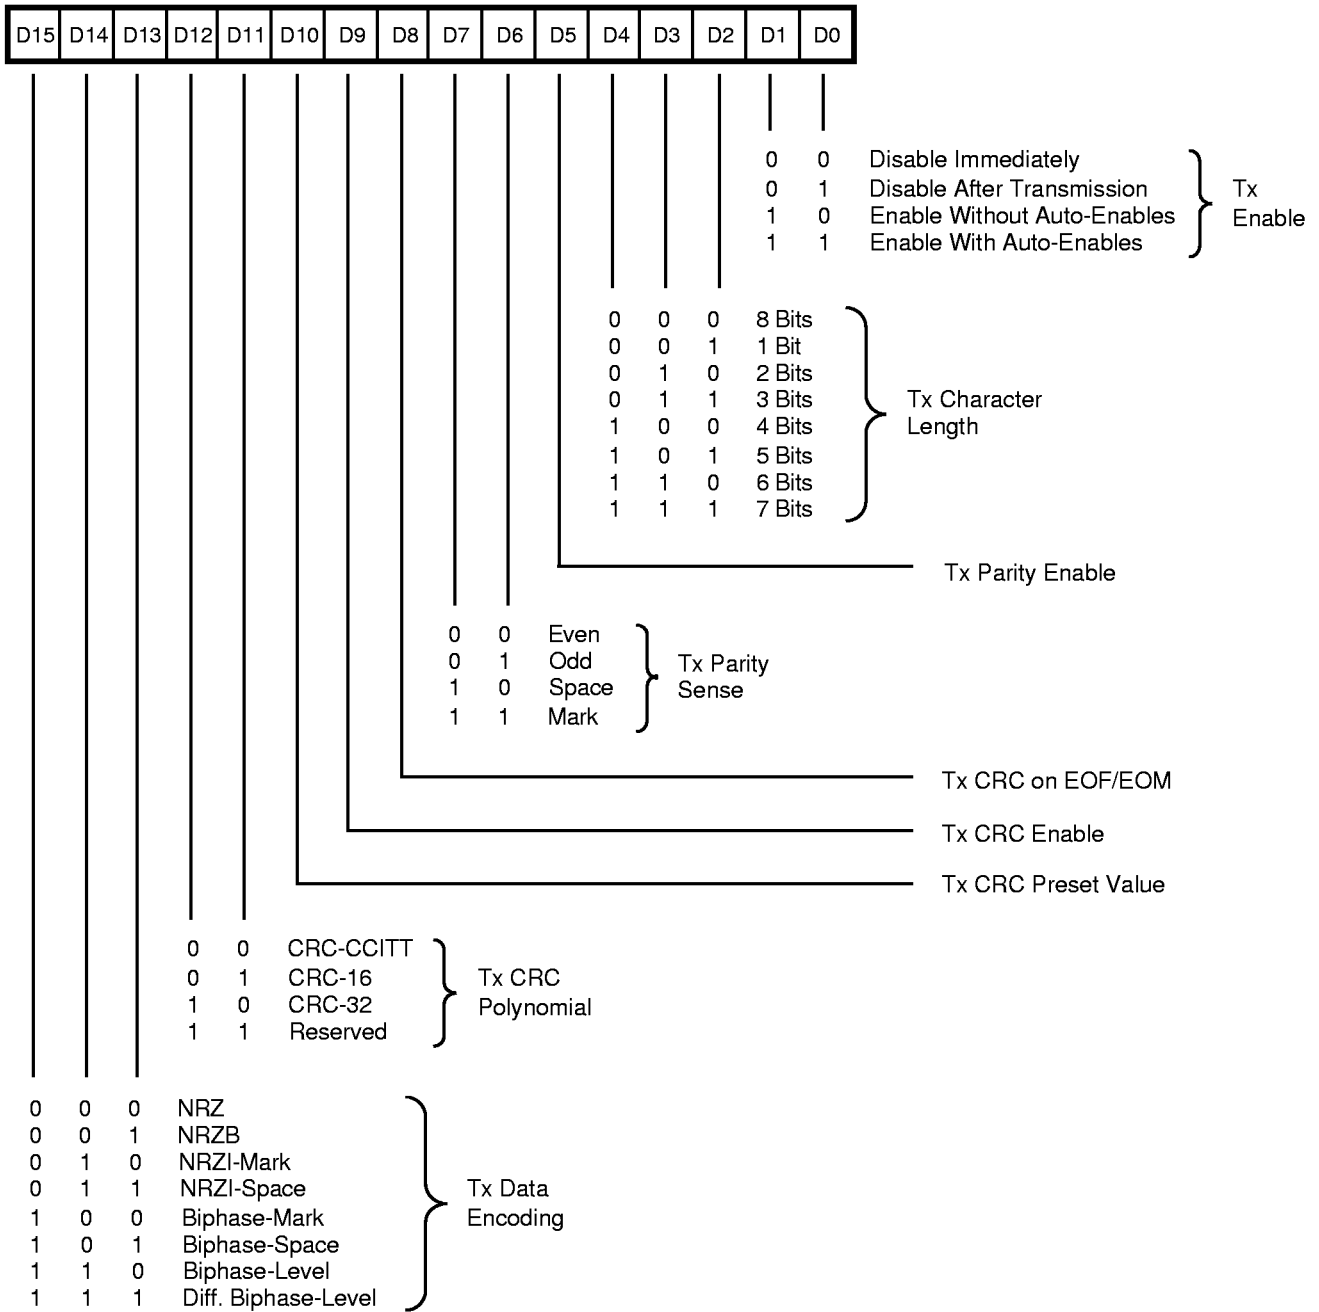 D15 D14 D13 D12 D11 D10 D9 D8 D7 D6 D5 D4 D3 D2 D1 D0
0 0 Disable Immediately
0 1 Disable After Transmission
1 0 Enable Without Auto-Enables
1 1 Enable With Auto-Enables
Tx
Enable
0 0 0 8 Bits
0 0 1 1 Bit
0 1 0 2 Bits
0 1 1 3 Bits
1 0 0 4 Bits
1 0 1 5 Bits
1 1 0 6 Bits
1 1 1 7 Bits
Tx Character
Length
Tx Parity Enable
0 0 Even
0 1 Odd
1 0 Space
1 1 Mark
Tx Parity
Sense
Tx CRC on EOF/EOM
Tx CRC Enable
Tx CRC Preset Value
0 0 CRC-CCITT
0 1 CRC-16
1 0 CRC-32
1 1 Reserved
Tx CRC
Polynomial
0 0 0 NRZ
0 0 1 NRZB
0 1 0 NRZI-Mark
0 1 1 NRZI-Space
1 0 0 Biphase-Mark
1 0 1 Biphase-Space
1 1 0 Biphase-Level
1 1 1 Diff. Biphase-Level
Tx Data
Encoding